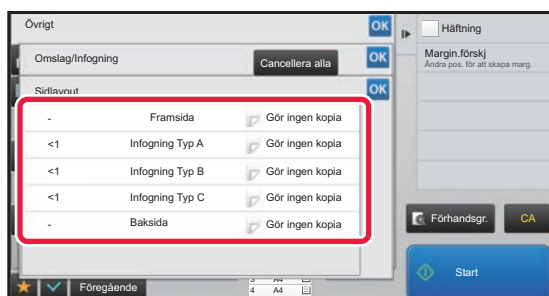 Övrigt OK
Omslag/Infogning Cancellera alla OK
Sidlayout OK
- Framsida Gör ingen kopia
<1 Infogning Typ A Gör ingen kopia
<1 Infogning Typ B Gör ingen kopia
<1 Infogning Typ C Gör ingen kopia
- Baksida Gör ingen kopia
Föregående
3 A4
4 A4
Häftning
Margin.förskj
Ändra pos. för att skapa marg.
Förhandsgr. CA
Start